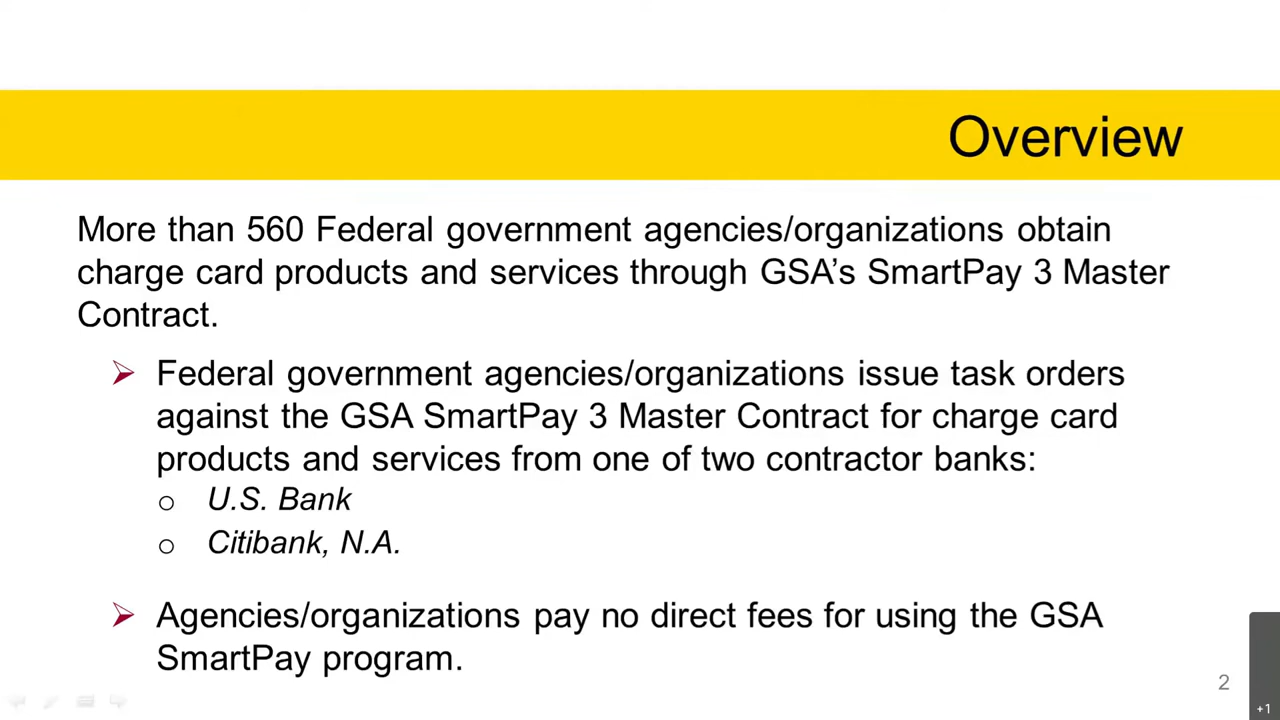 Overview
More than 560 Federal government agencies/organizations obtain
charge card products and services through GSA’s SmartPay 3 Master
Contract.
Federal government agencies/organizations issue task orders
against the GSA SmartPay 3 Master Contract for charge card
products and services from one of two contractor banks:
U.S. Bank
Citibank, N.A.
Agencies/organizations pay no direct fees for using the GSA
SmartPay program.
2
+1